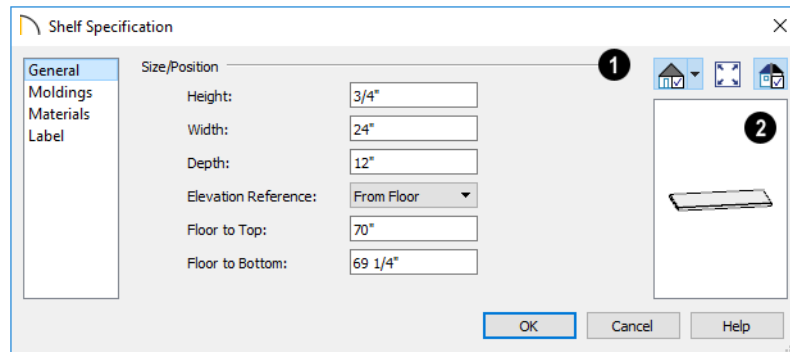 Shelf Specification
General
Moldings
Materials
Label
Size/Position
1
Height: 3/4"
Width: 24"
Depth: 12"
Elevation Reference: From Floor
Floor to Top: 70"
Floor to Bottom: 69 1/4"
2
OK Cancel Help